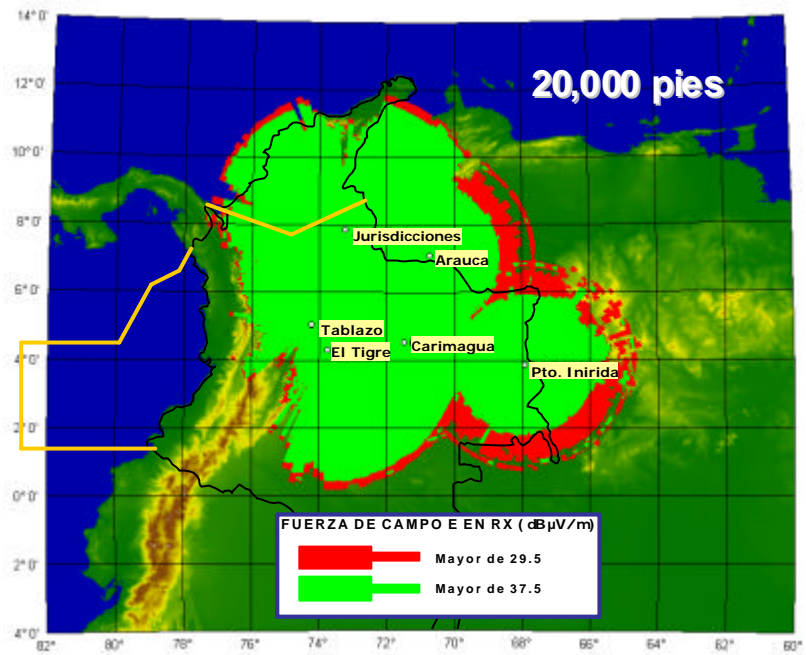 14° 0'
12° 0'
10° 0'
8° 0'
6° 0'
4° 0'
2° 0'
0° 0'
2° 0'
4° 0'
20,000 pies
Jurisdicciones
Arauca
Tablazo
El Tigre
Carimagua
Pto. Inirida
FUERZA DE CAMPO E EN RX ( dBµV/m)
Mayor de 29.5
Mayor de 37.5
82° 80° 78° 76° 74° 72° 70° 68° 66° 64° 62° 60°